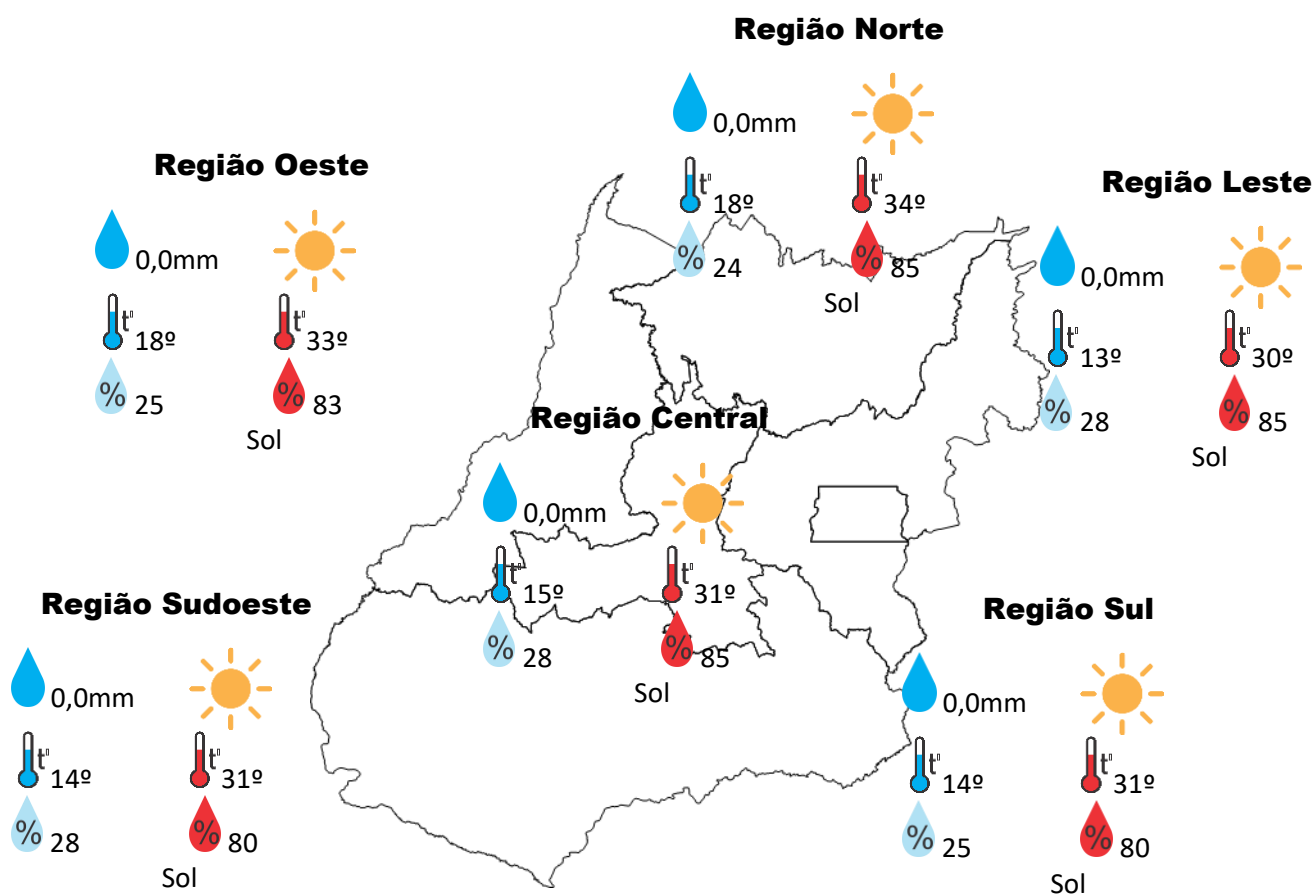 Região Norte
0,0mm
t°
18º
t°
34º
%
24
%
85
Sol
Região Oeste
0,0mm
t°
18º
t°
33º
%
25
%
83
Sol
Região Leste
0,0mm
t°
13º
t°
30º
%
28
%
85
Sol
Região Central
0,0mm
t°
15º
t°
31º
%
28
%
85
Sol
Região Sudoeste
0,0mm
t°
14º
t°
31º
%
28
%
80
Sol
Região Sul
0,0mm
t°
14º
t°
31º
%
25
%
80
Sol